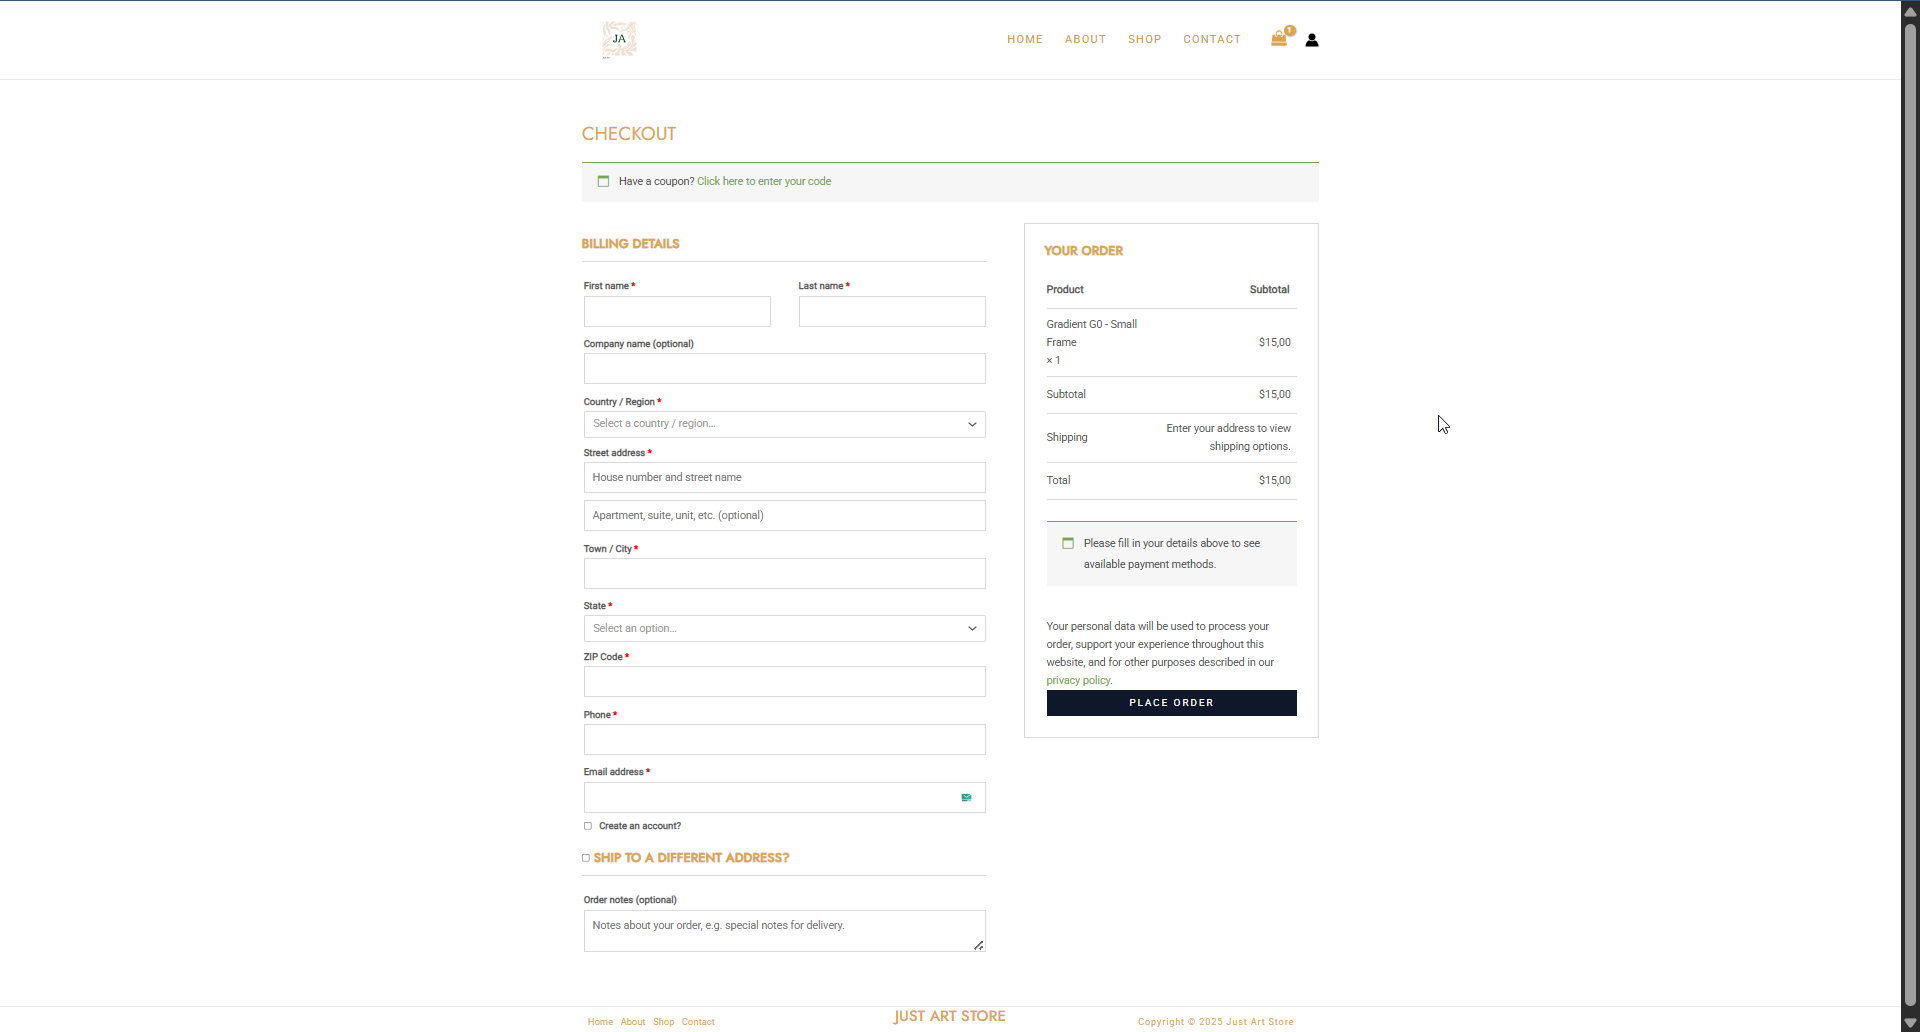 JA
HOME ABOUT SHOP CONTACT 1
CHECKOUT
Have a coupon? Click here to enter your code
BILLING DETAILS
First name *
Last name *
Company name (optional)
Country / Region *
Select a country / region...
Street address *
House number and street name
Apartment, suite, unit, etc. (optional)
Town / City *
State *
Select an option...
ZIP Code *
Phone *
Email address *
Create an account?
SHIP TO A DIFFERENT ADDRESS?
Order notes (optional)
Notes about your order, e.g. special notes for delivery.
YOUR ORDER
Product Subtotal
Gradient G0 - Small
Frame
× 1
$15,00
Subtotal $15,00
Shipping
Enter your address to view
shipping options.
Total $15,00
Please fill in your details above to see
available payment methods.
Your personal data will be used to process your
order, support your experience throughout this
website, and for other purposes described in our
privacy policy.
PLACE ORDER
Home About Shop Contact
JUST ART STORE
Copyright © 2025 Just Art Store